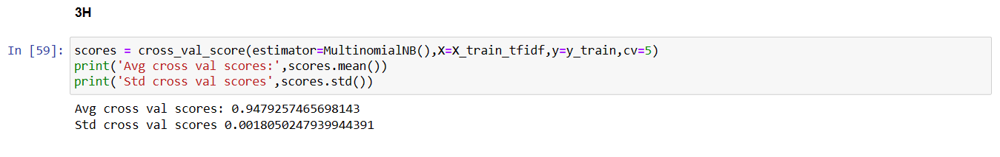 3H
In [59]: scores = cross_val_score(estimator=MultinomialNB(),X=X_train_tfidf,y=y_train,cv=5)
print('Avg cross val scores:',scores.mean())
print('Std cross val scores',scores.std())
Avg cross val scores: 0.9479257465698143
Std cross val scores 0.0018050247939944391